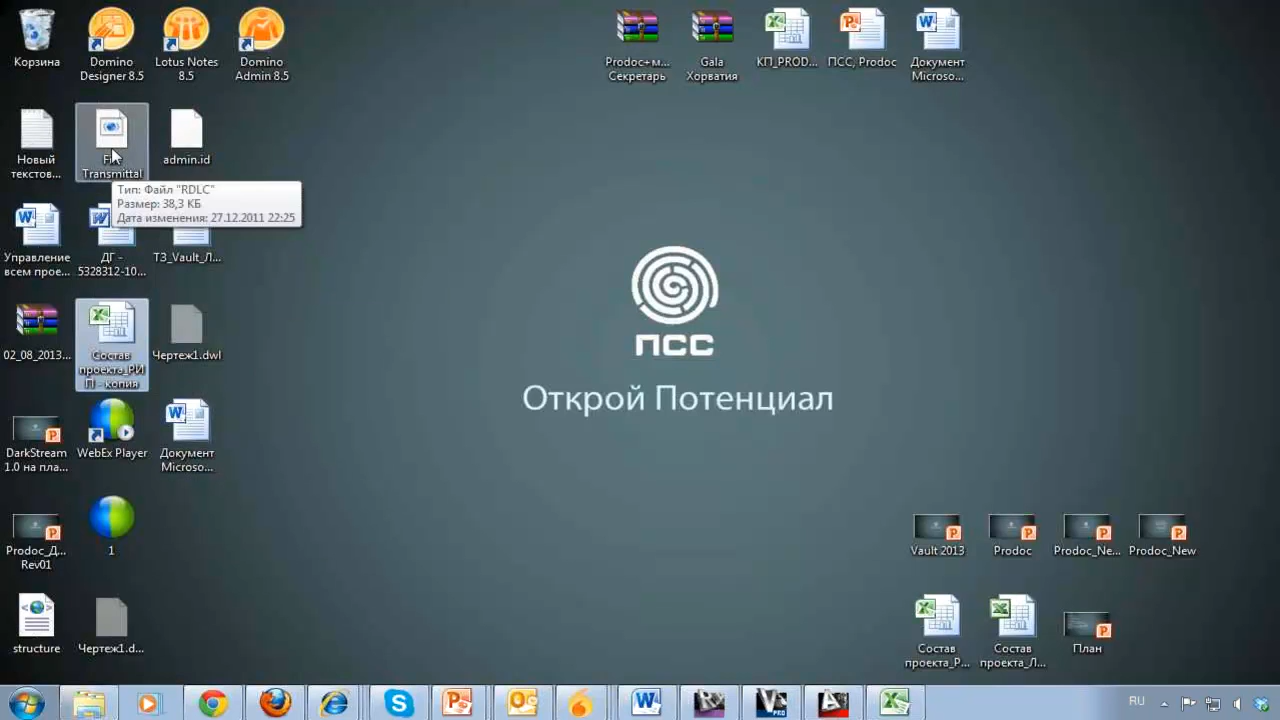 Корзина
Domino
Designer 8.5
Lotus Notes
8.5
Domino
Admin 8.5
Prodoc+м...
Секретарь
Gala
Хорватия
КП_PROD...
ПСС, Prodoc
Документ
Microso...
Новый
текстов...
Transmittal
admin.id
Тип: Файл "RDLC"
Размер: 38,3 КБ
Дата изменения: 27.12.2011 22:25
Управление
всем прое...
ДГ -
5328312-10...
ТЗ_Vault_Л...
02_08_2013...
Состав
проекта_РИ
П - копия
Чертеж1.dwl
DarkStream
1.0 на пла...
WebEx Player
Документ
Microso...
Prodoc_Д...
Rev01
1
structure
Чертеж1.d...
ПСС
Открой Потенциал
Vault 2013
Prodoc
Prodoc_Ne...
Prodoc_New
Состав
проекта_Р...
Состав
проекта_Л...
План
RU